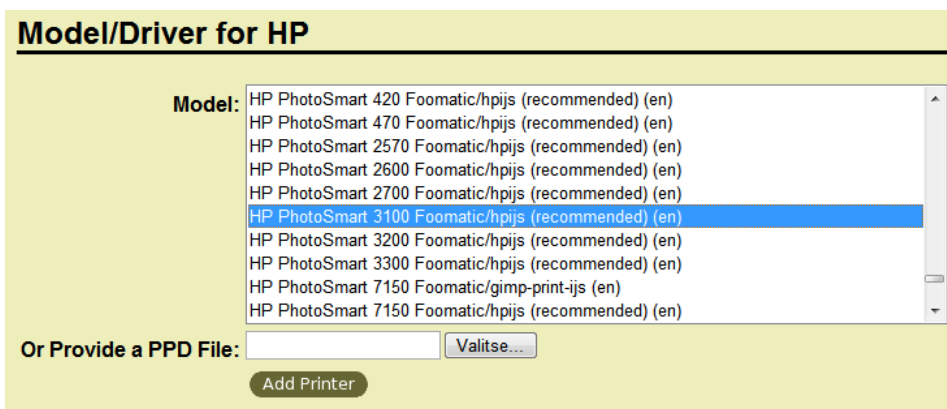 Model/Driver for HP
Model:
HP PhotoSmart 420 Foomatic/hpijs (recommended) (en)
HP PhotoSmart 470 Foomatic/hpijs (recommended) (en)
HP PhotoSmart 2570 Foomatic/hpijs (recommended) (en)
HP PhotoSmart 2600 Foomatic/hpijs (recommended) (en)
HP PhotoSmart 2700 Foomatic/hpijs (recommended) (en)
HP PhotoSmart 3100 Foomatic/hpijs (recommended) (en)
HP PhotoSmart 3200 Foomatic/hpijs (recommended) (en)
HP PhotoSmart 3300 Foomatic/hpijs (recommended) (en)
HP PhotoSmart 7150 Foomatic/gimp-print-ijs (en)
HP PhotoSmart 7150 Foomatic/hpijs (recommended) (en)
Or Provide a PPD File: Valitse...
Add Printer